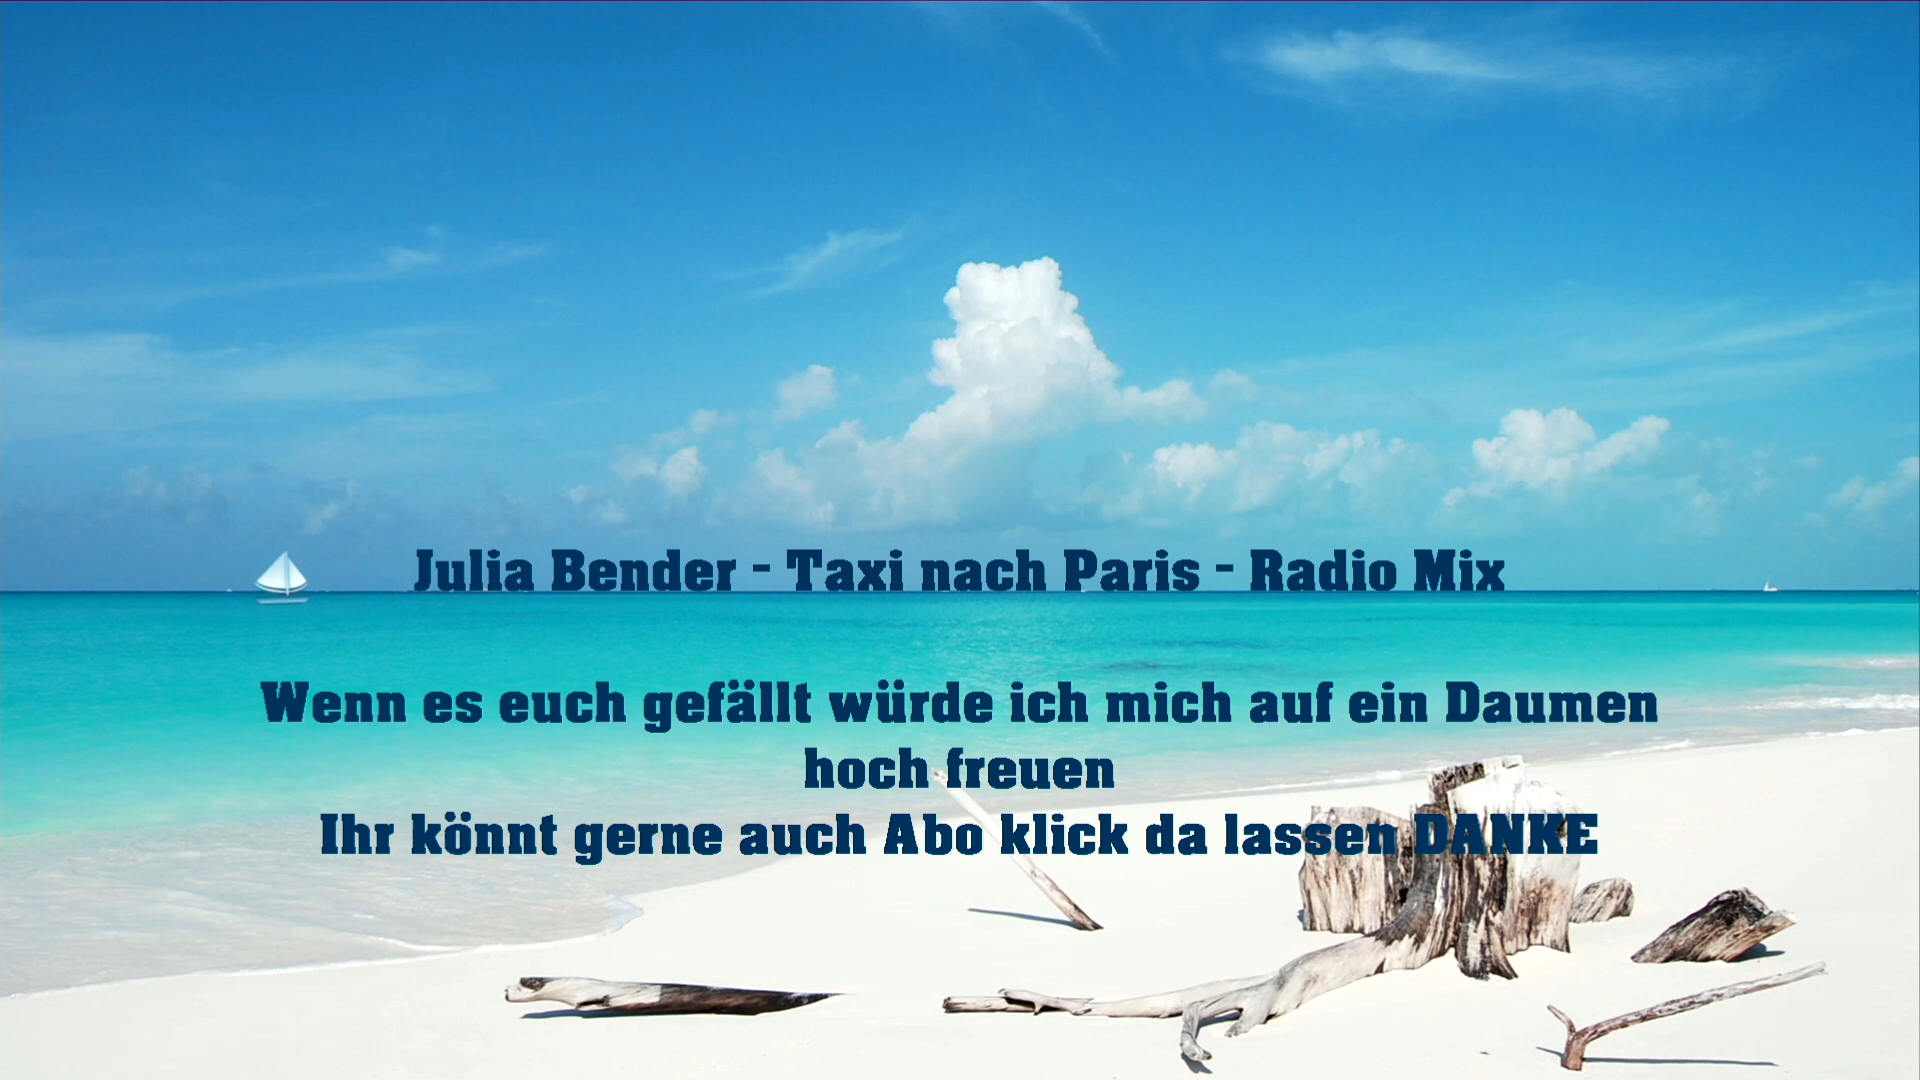 Julia Bender - Taxi nach Paris - Radio Mix
Wenn es euch gefällt würde ich mich auf ein Daumen
hoch freuen
Ihr könnt gerne auch Abo klick da lassen DANKE